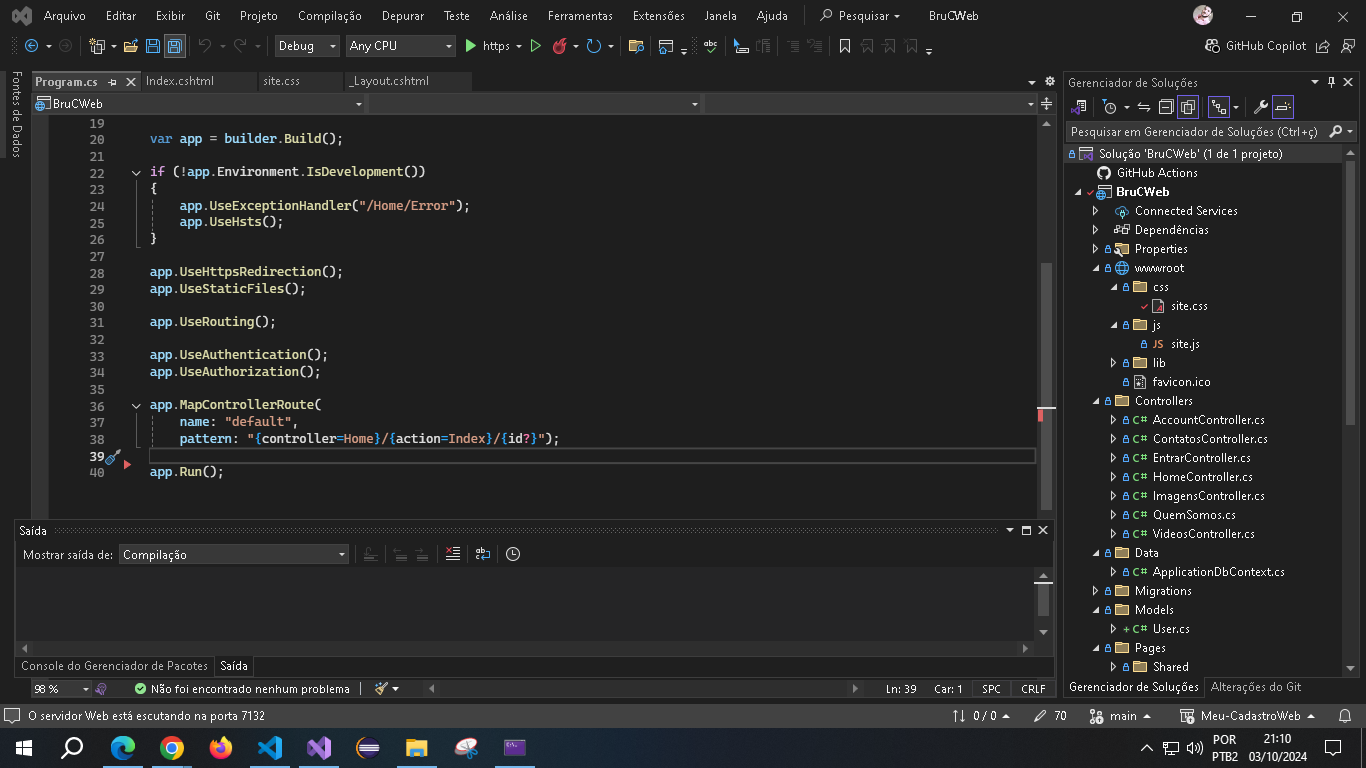 Arquivo Editar Exibir Git Projeto Compilação Depurar Teste Análise Ferramentas Extensões Janela Ajuda Pesquisar BruCWeb
Debug Any CPU https GitHub Copilot
Fontes de Dados
Program.cs Index.cshtml site.css _Layout.cshtml
BruCWeb
19
20 var app = builder.Build();
21
22 if (!app.Environment.IsDevelopment())
23 {
24 app.UseExceptionHandler("/Home/Error");
25 app.UseHsts();
26 }
27
28 app.UseHttpsRedirection();
29 app.UseStaticFiles();
30
31 app.UseRouting();
32
33 app.UseAuthentication();
34 app.UseAuthorization();
35
36 app.MapControllerRoute(
37 name: "default",
38 pattern: "{controller=Home}/{action=Index}/{id?}");
39
40 app.Run();
Saída
Mostrar saída de: Compilação
Console do Gerenciador de Pacotes Saída
98 % Não foi encontrado nenhum problema Ln: 39 Car: 1 SPC CRLF
Gerenciador de Soluções
Pesquisar em Gerenciador de Soluções (Ctrl+ç)
Solução 'BruCWeb' (1 de 1 projeto)
GitHub Actions
BruCWeb
Connected Services
Dependências
Properties
wwwroot
css
site.css
js
JS site.js
lib
favicon.ico
Controllers
C# AccountController.cs
C# ContatosController.cs
C# EntrarController.cs
C# HomeController.cs
C# ImagensController.cs
C# QuemSomos.cs
C# VideosController.cs
Data
C# ApplicationDbContext.cs
Migrations
Models
+ C# User.cs
Pages
Shared
Gerenciador de Soluções Alterações do Git
O servidor Web está escutando na porta 7132 0 / 0 70 main Meu-CadastroWeb
POR 21:10
PTB2 03/10/2024